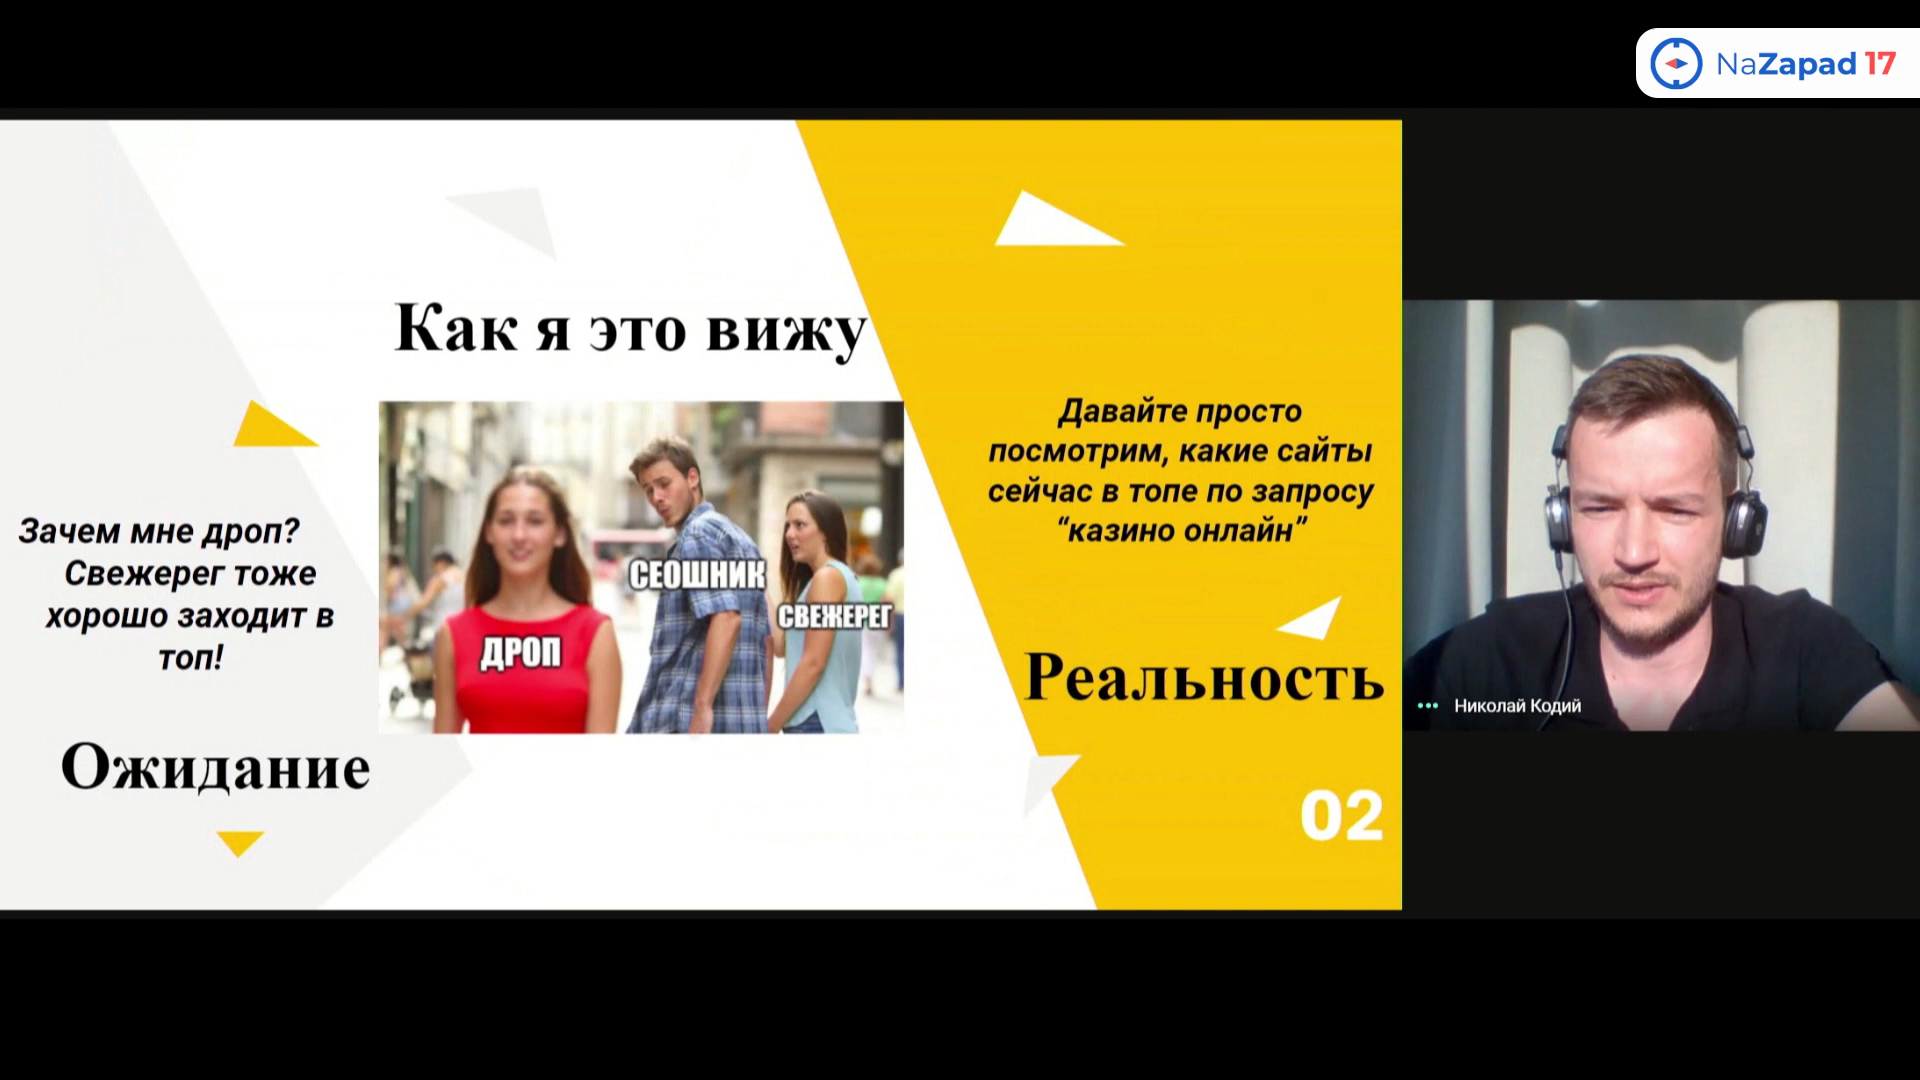 NaZapad 17
Как я это вижу
Зачем мне дроп?
Свежерег тоже
хорошо заходит в
топ!
Ожидание
ДРОП
СЕОШНИК
СВЕЖЕРЕГ
Давайте просто
посмотрим, какие сайты
сейчас в топе по запросу
“казино онлайн”
Реальность
02
Николай Кодий